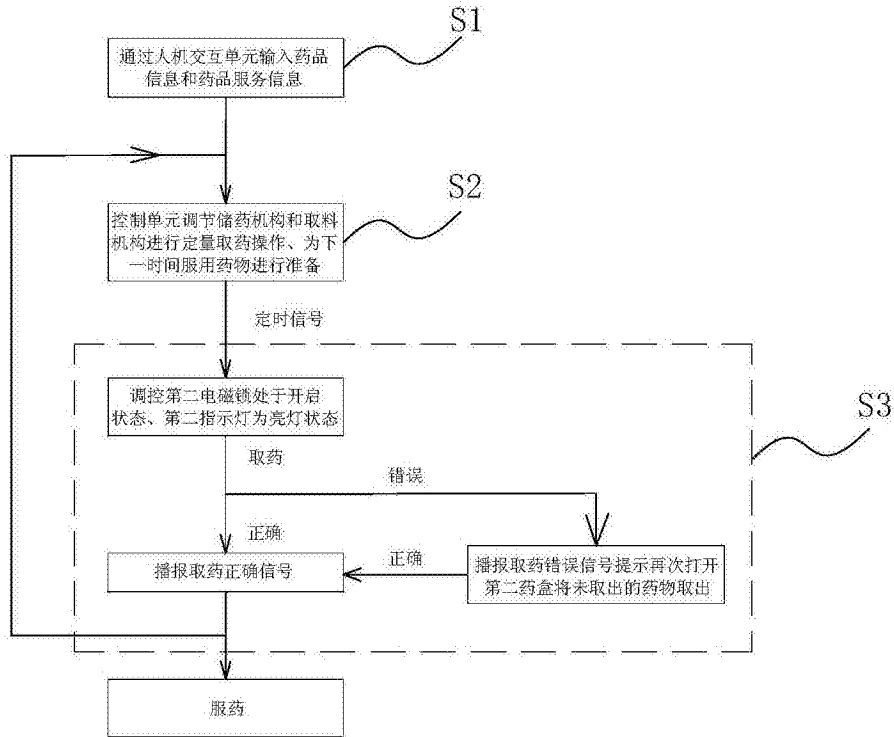 S1
通过人机交互单元输入药品
信息和药品服务信息
S2
控制单元调节储药机构和取料
机构进行定量取药操作、为下
一时间服用药物进行准备
定时信号
S3
调控第二电磁锁处于开启
状态、第二指示灯为亮灯状态
取药
错误
正确
播报取药正确信号
正确
播报取药错误信号提示再次打开
第二药盒将未取出的药物取出
服药